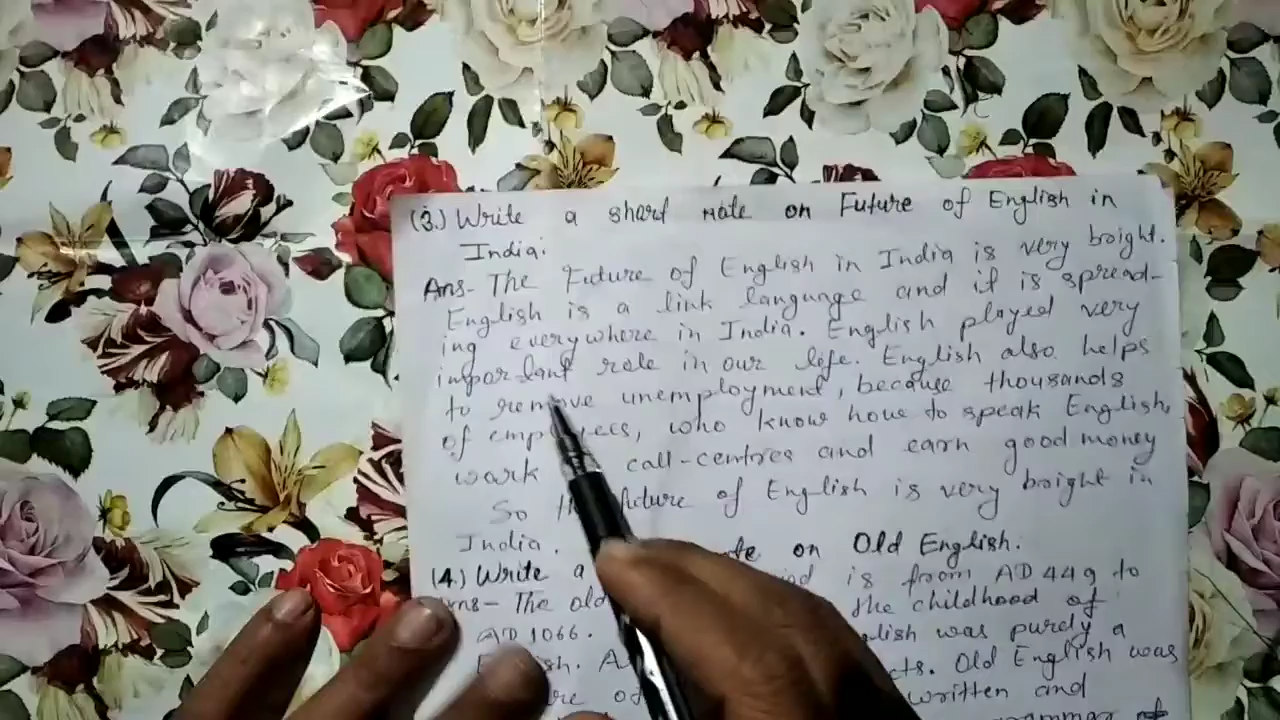 (3.) Write a short note on Future of English in
India.
Ans- The Future of English in India is very bright.
English is a link language and it is spread-
ing everywhere in India. English played very
important role in our life. English also helps
to remove unemployment, because thousands
of employees, who know how to speak English,
work call-centres and earn good money
So the future of English is very bright in
India.
(4.) Write a note on Old English.
Ans- The old is from AD 449 to
AD 1066. the childhood of
English. was purely a
of Old English was
written and